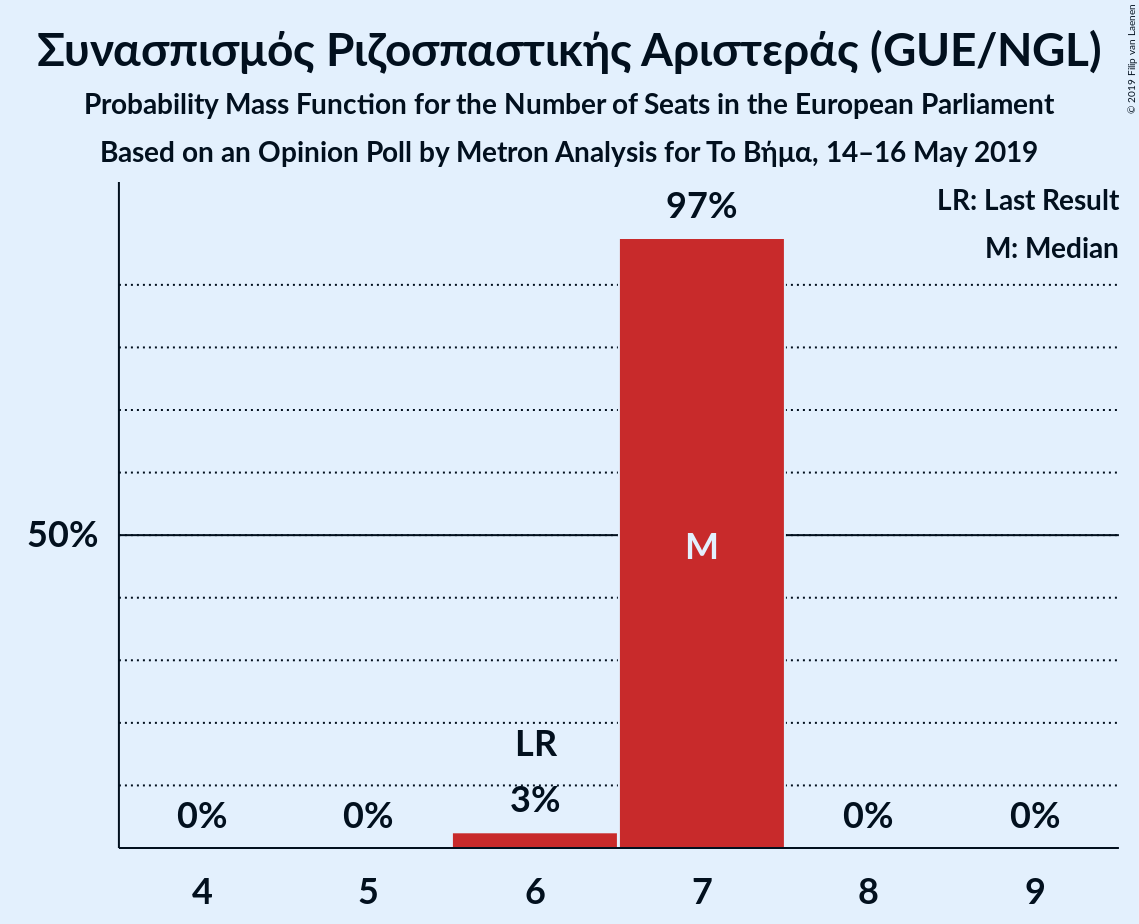 Συνασπισμός Ριζοσπαστικής Αριστεράς (GUE/NGL)
Probability Mass Function for the Number of Seats in the European Parliament
Based on an Opinion Poll by Metron Analysis for Το Βήμα, 14–16 May 2019
© 2019 Filip van Laenen
LR: Last Result
M: Median
97%
50%
M
LR
3%
0%
0%
0%
0%
4
5
6
7
8
9